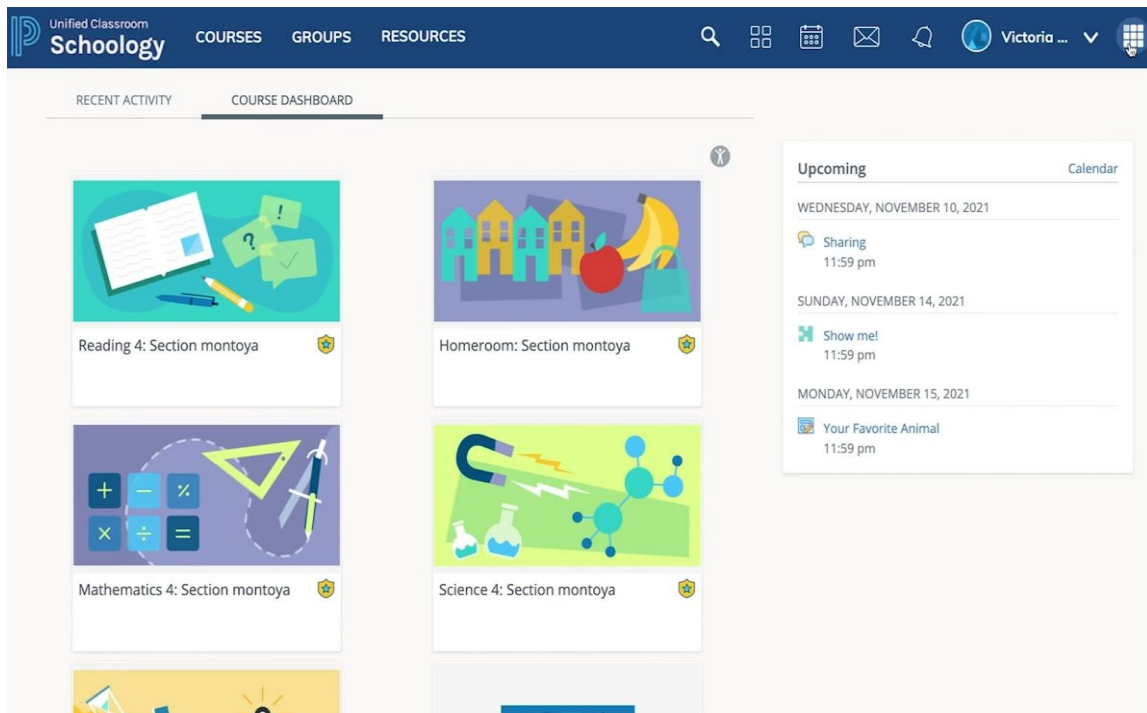 Unified Classroom
Schoology
COURSES GROUPS RESOURCES
Victoria ...
RECENT ACTIVITY COURSE DASHBOARD
Reading 4: Section montoya
Homeroom: Section montoya
Mathematics 4: Section montoya
Science 4: Section montoya
Upcoming Calendar
WEDNESDAY, NOVEMBER 10, 2021
Sharing
11:59 pm
SUNDAY, NOVEMBER 14, 2021
Show me!
11:59 pm
MONDAY, NOVEMBER 15, 2021
Your Favorite Animal
11:59 pm